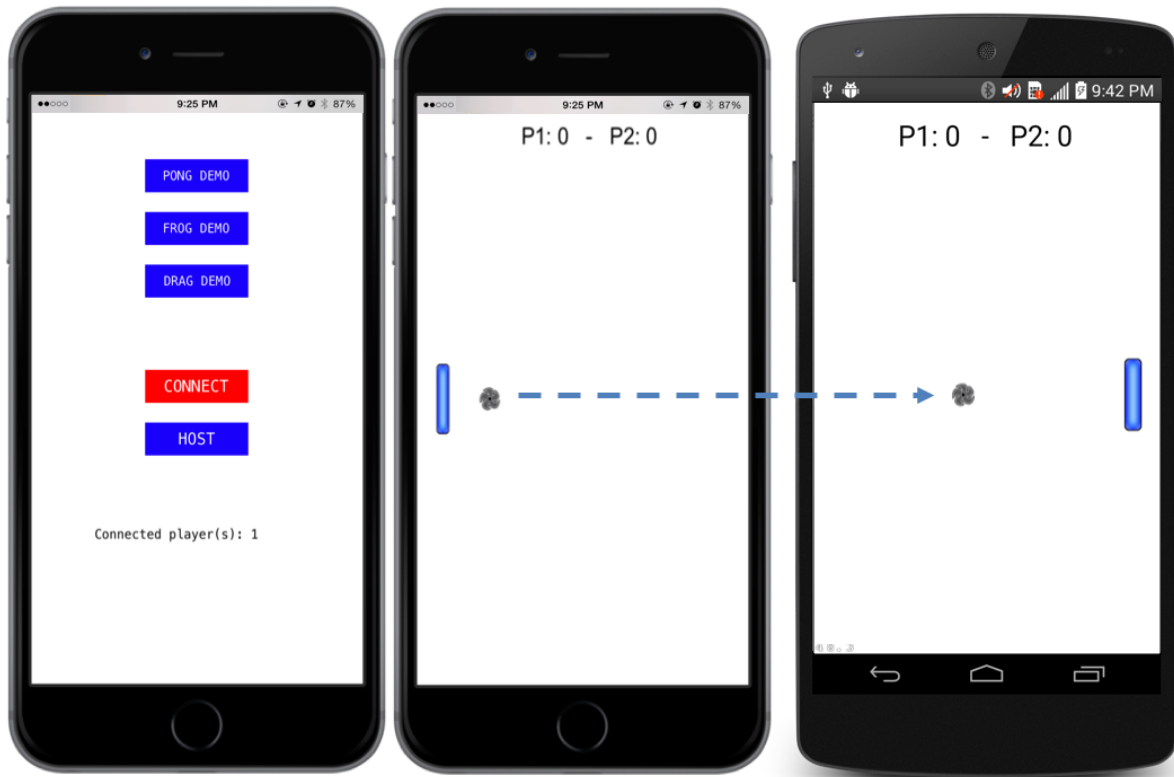 9:25 PM
87%
PONG DEMO
FROG DEMO
DRAG DEMO
CONNECT
HOST
Connected player(s): 1
9:25 PM
87%
P1: 0 - P2: 0
9:42 PM
P1: 0 - P2: 0